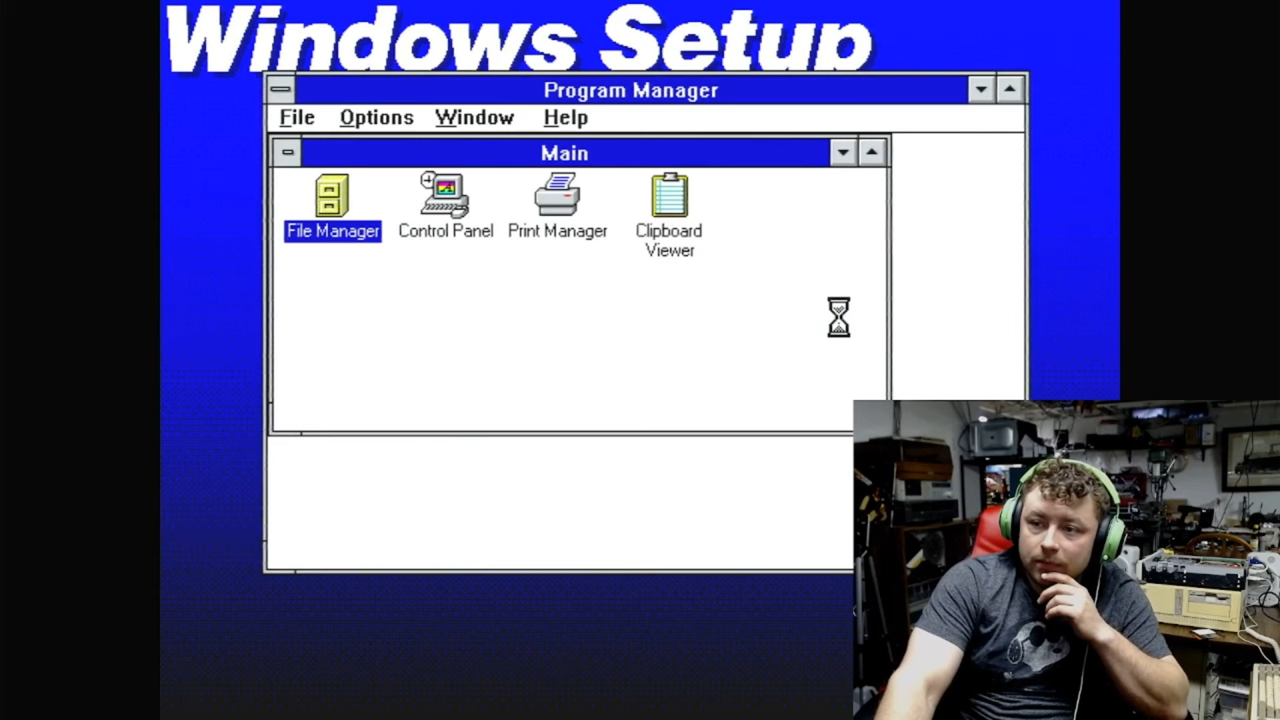 Windows Setup
Program Manager
File Options Window Help
Main
File Manager Control Panel Print Manager Clipboard
Viewer